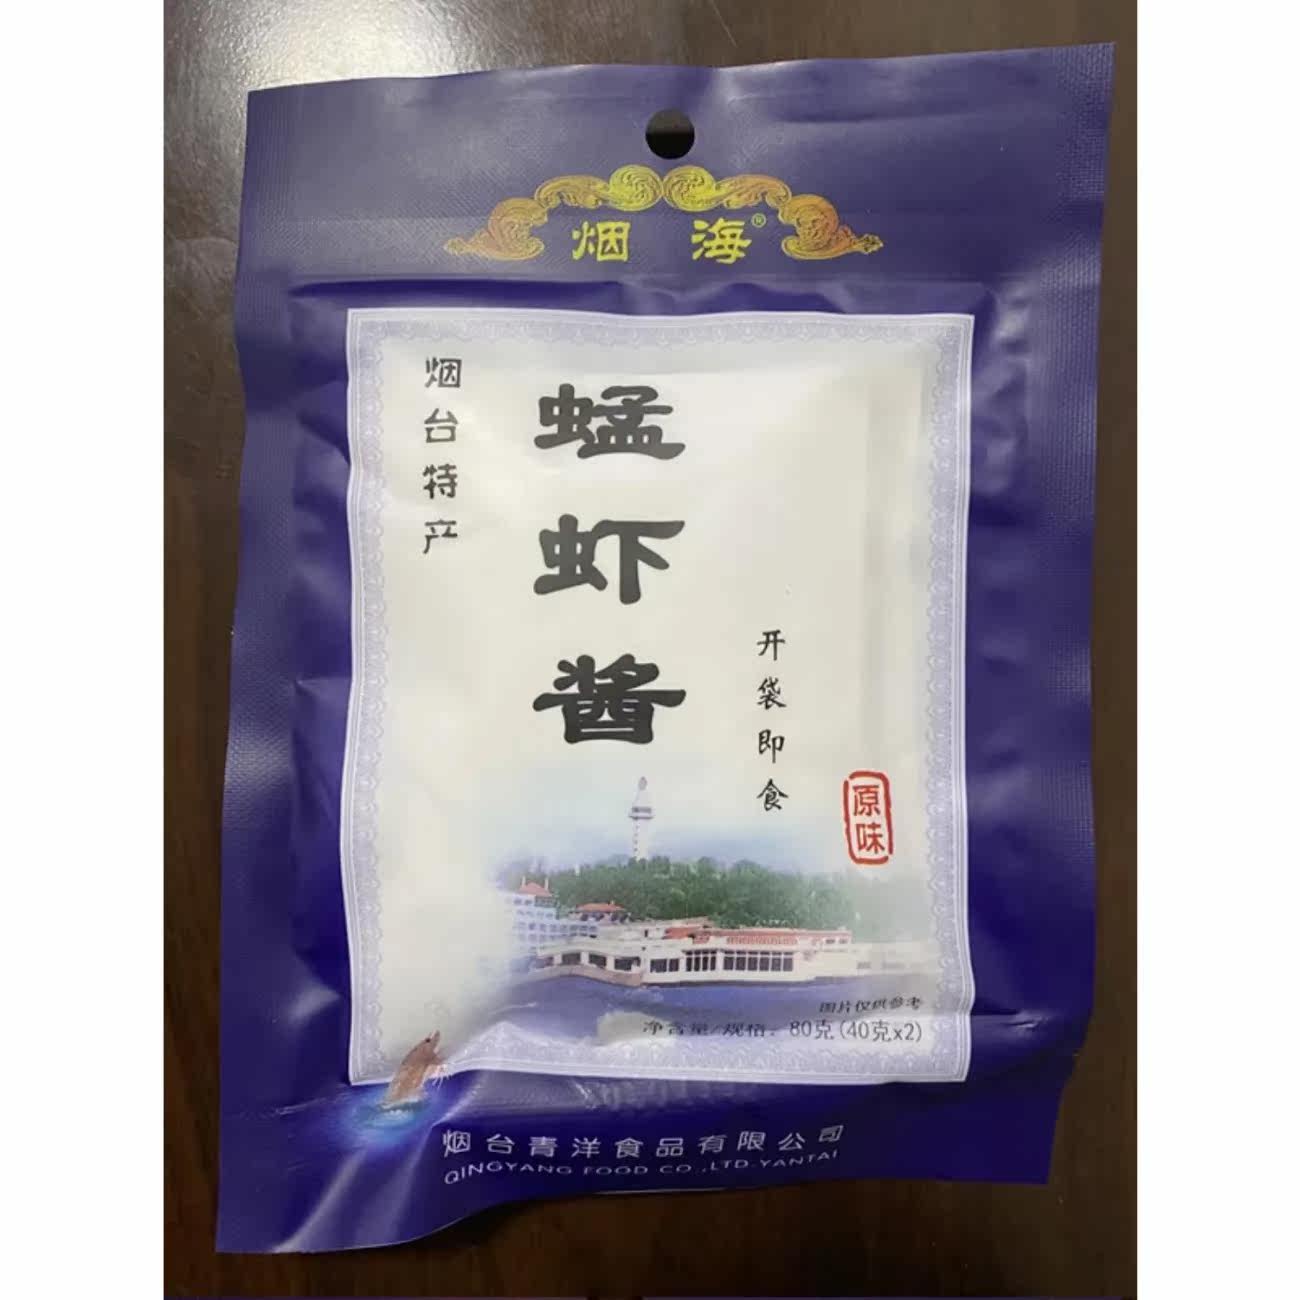 烟海®
烟台特产
蜢虾酱
开袋即食
原味
图片仅供参考
净含量/规格：80克(40克x2)
烟台青洋食品有限公司
QINGYANG FOOD CO.,LTD·YANTAI